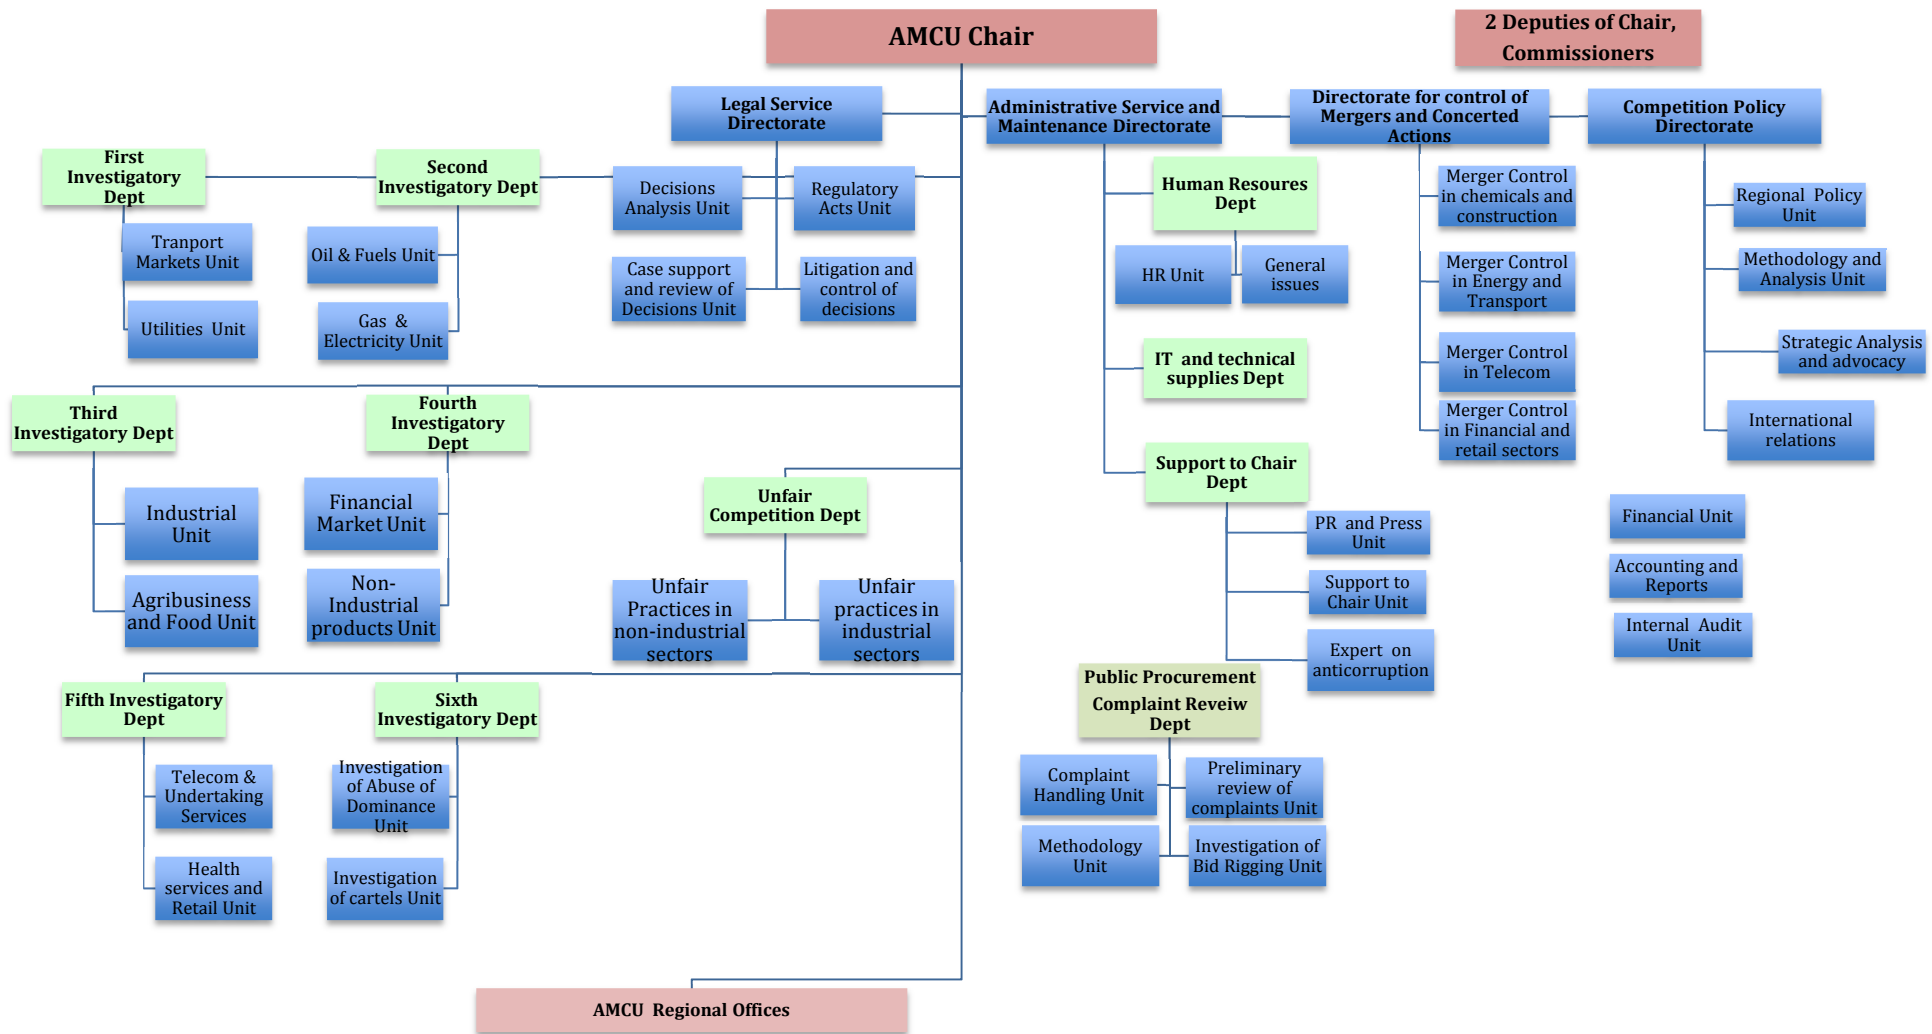 AMCU Chair
2 Deputies of Chair,
Commissioners
Legal Service
Directorate
Administrative Service and
Maintenance Directorate
Directorate for control of
Mergers and Concerted
Actions
Competition Policy
Directorate
First
Investigatory
Dept
Second
Investigatory Dept
Decisions
Analysis Unit
Regulatory
Acts Unit
Human Resoures
Dept
Merger Control
in chemicals and
construction
Regional Policy
Unit
Tranport
Markets Unit
Oil & Fuels Unit
Case support
and review of
Decisions Unit
Litigation and
control of
decisions
HR Unit
General
issues
Merger Control
in Energy and
Transport
Methodology and
Analysis Unit
Utilities Unit
Gas &
Electricity Unit
IT and technical
supplies Dept
Merger Control
in Telecom
Strategic Analysis
and advocacy
Third
Investigatory Dept
Fourth
Investigatory
Dept
Merger Control
in Financial and
retail sectors
International
relations
Support to Chair
Dept
Industrial
Unit
Financial
Market Unit
Unfair
Competition Dept
PR and Press
Unit
Financial Unit
Agribusiness
and Food Unit
Non-
Industrial
products Unit
Unfair
Practices in
non-industrial
sectors
Unfair
practices in
industrial
sectors
Support to
Chair Unit
Accounting and
Reports
Expert on
anticorruption
Internal Audit
Unit
Fifth Investigatory
Dept
Sixth
Investigatory Dept
Public Procurement
Complaint Reveiw
Dept
Telecom &
Undertaking
Services
Investigation
of Abuse of
Dominance
Unit
Complaint
Handling Unit
Preliminary
review of
complaints Unit
Health
services and
Retail Unit
Investigation
of cartels Unit
Methodology
Unit
Investigation of
Bid Rigging Unit
AMCU Regional Offices